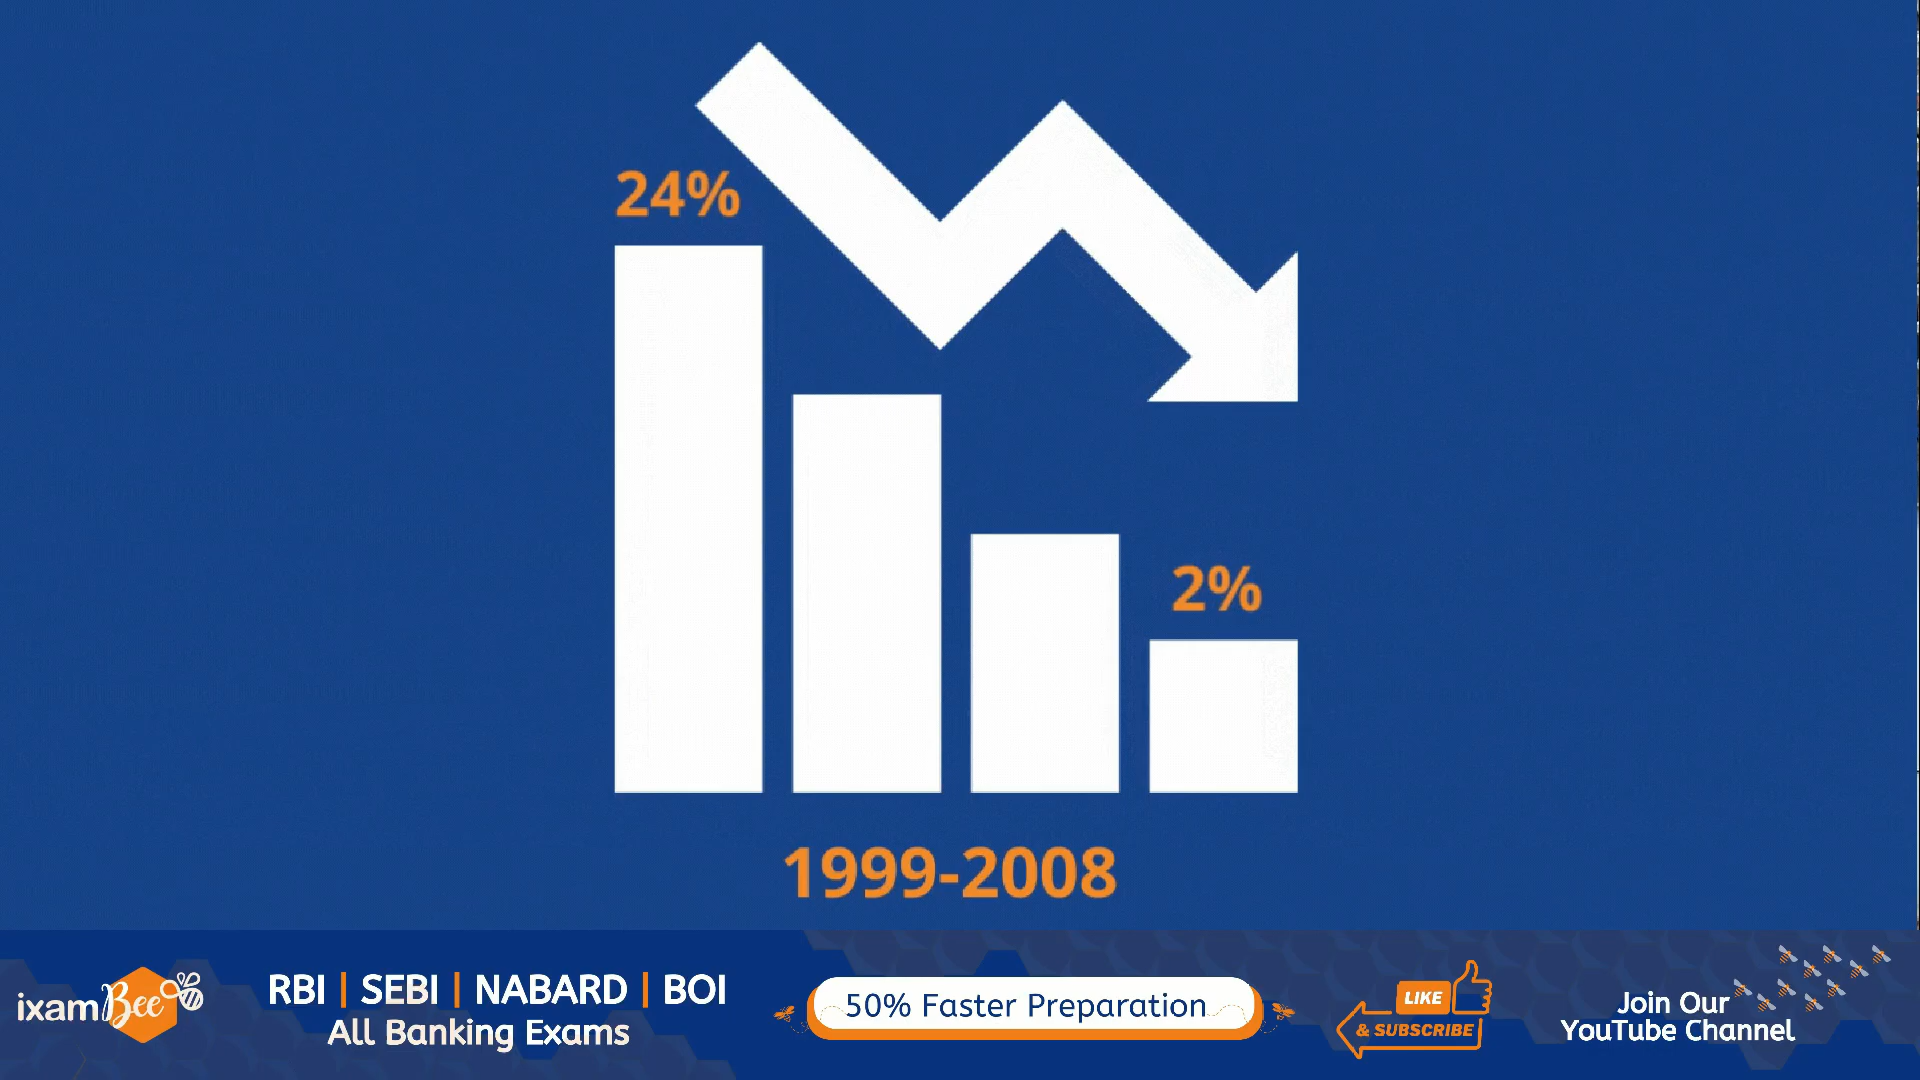 24%
2%
1999-2008
ixamBee
RBI | SEBI | NABARD | BOI
All Banking Exams
50% Faster Preparation
LIKE
& SUBSCRIBE
Join Our
YouTube Channel